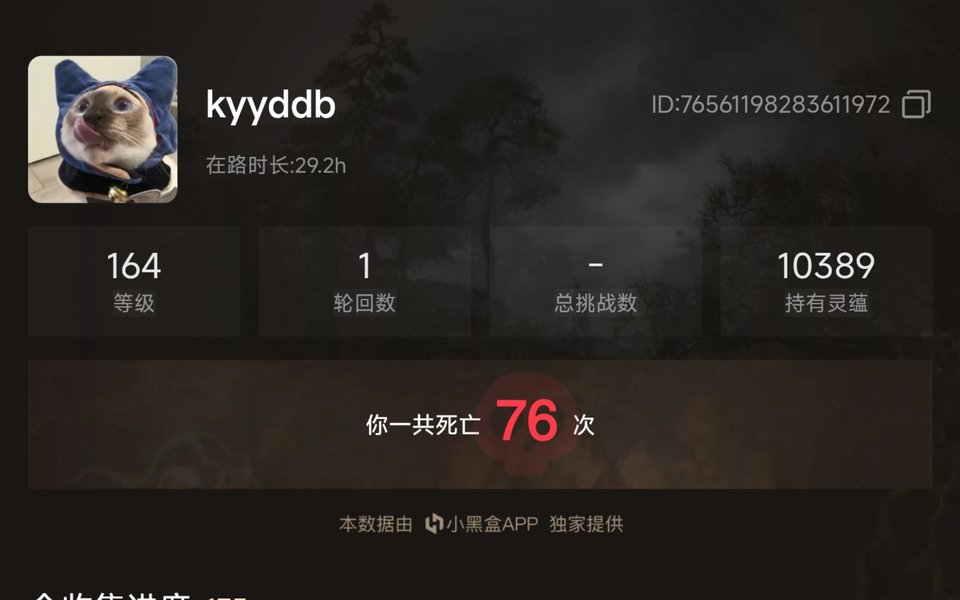 kyyddb
ID:76561198283611972
在路时长:29.2h
164
等级
1
轮回数
-
总挑战数
10389
持有灵蕴
你一共死亡 76 次
本数据由 小黑盒APP 独家提供